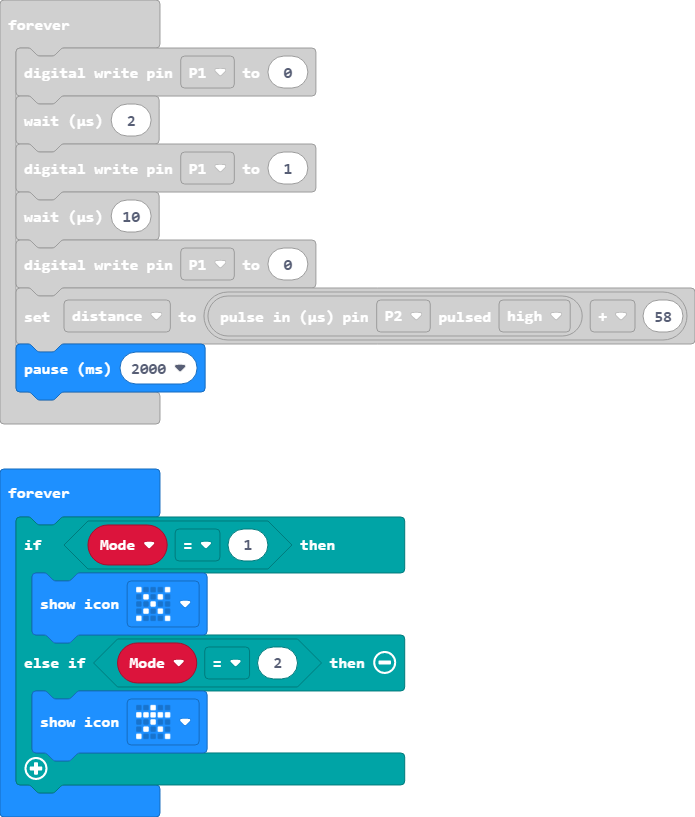 forever
digital write pin P1 to 0
wait (µs) 2
digital write pin P1 to 1
wait (µs) 10
digital write pin P1 to 0
set distance to pulse in (µs) pin P2 pulsed high + 58
pause (ms) 2000
forever
if Mode = 1 then
show icon
else if Mode = 2 then
show icon